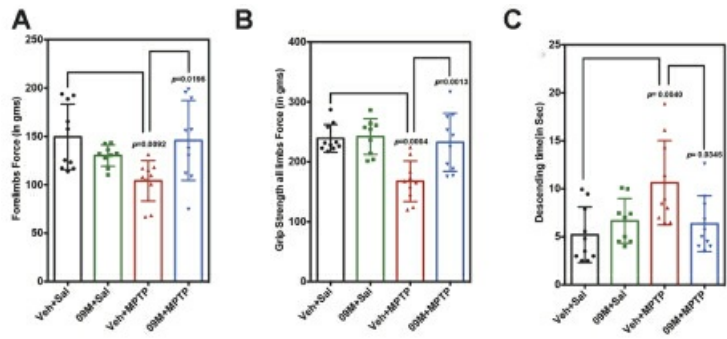 A
Forelimbs Force (in gms)
200
150
100
50
0
p=0.0092
p=0.0198
Veh+Sal
09M+Sal
Veh+MPTP
09M+MPTP
B
Grip Strength all limbs Force (in gms)
400
300
200
100
0
p=0.0004
p=0.0013
Veh+Sal
09M+Sal
Veh+MPTP
09M+MPTP
C
Descending time(in Sec)
25
20
15
10
5
0
p=0.0040
p=0.0345
Veh+Sal
09M+Sal
Veh+MPTP
09M+MPTP